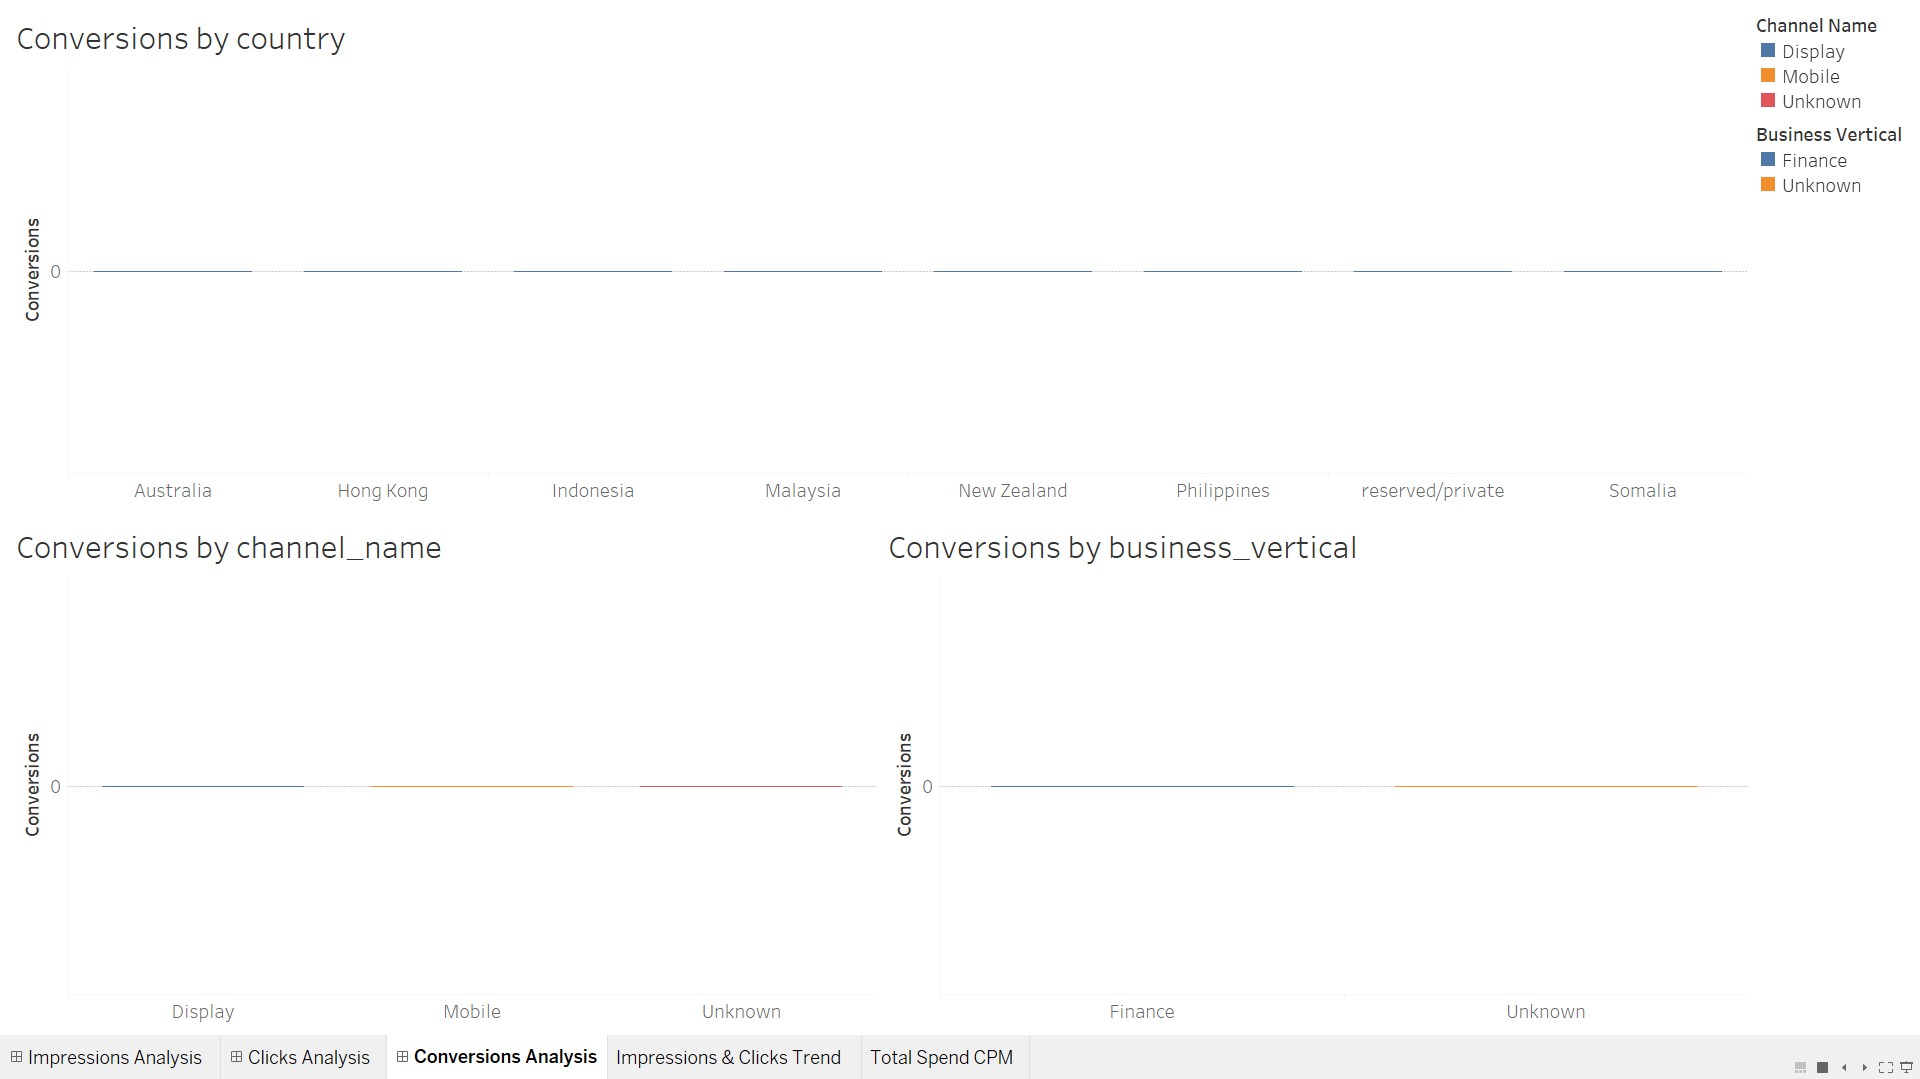 Conversions by country
Channel Name
Display
Mobile
Unknown
Business Vertical
Finance
Unknown
Conversions
0
Australia
Hong Kong
Indonesia
Malaysia
New Zealand
Philippines
reserved/private
Somalia
Conversions by channel_name
Conversions
0
Display
Mobile
Unknown
Conversions by business_vertical
Conversions
0
Finance
Unknown
Impressions Analysis
Clicks Analysis
Conversions Analysis
Impressions & Clicks Trend
Total Spend CPM